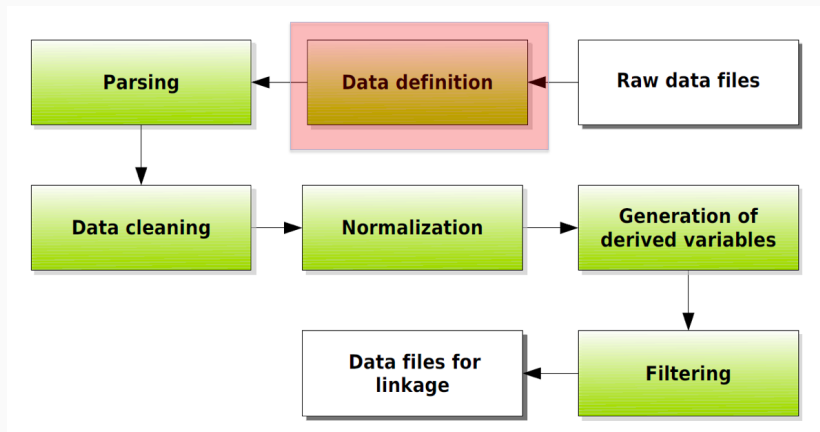 Parsing
Data definition
Raw data files
Data cleaning
Normalization
Generation of
derived variables
Data files for
linkage
Filtering